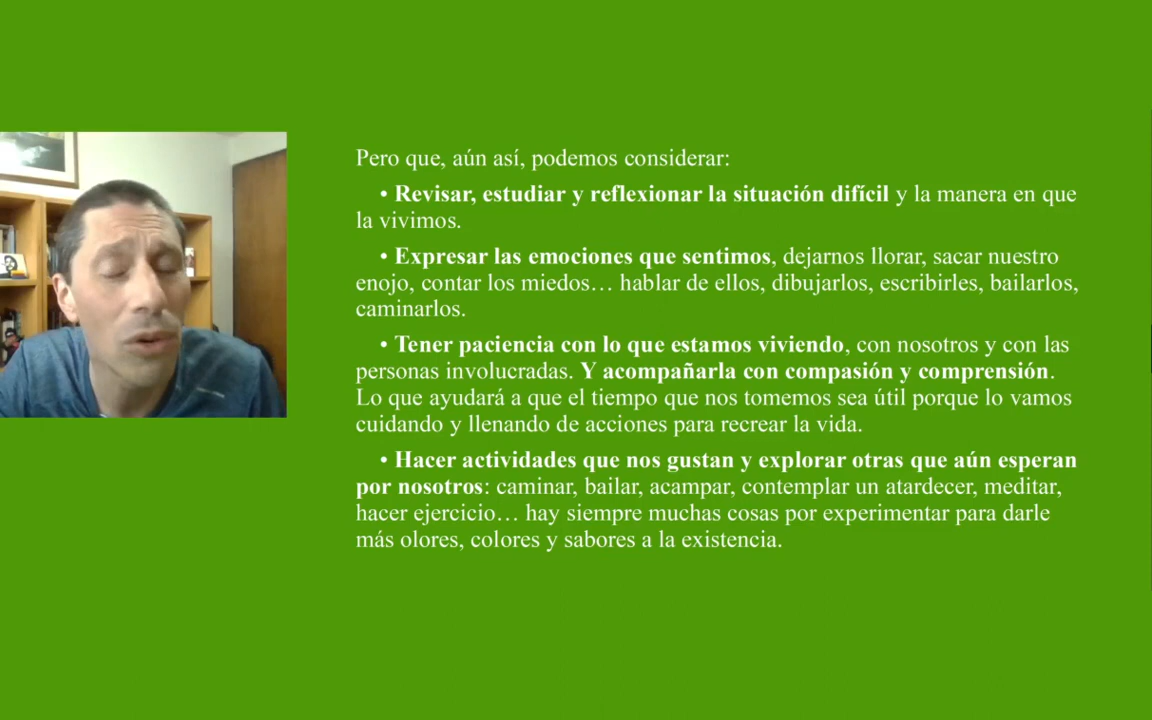 Pero que, aún así, podemos considerar:
• Revisar, estudiar y reflexionar la situación difícil y la manera en que
la vivimos.
• Expresar las emociones que sentimos, dejarnos llorar, sacar nuestro
enojo, contar los miedos… hablar de ellos, dibujarlos, escribirles, bailarlos,
caminarlos.
• Tener paciencia con lo que estamos viviendo, con nosotros y con las
personas involucradas. Y acompañarla con compasión y comprensión.
Lo que ayudará a que el tiempo que nos tomemos sea útil porque lo vamos
cuidando y llenando de acciones para recrear la vida.
• Hacer actividades que nos gustan y explorar otras que aún esperan
por nosotros: caminar, bailar, acampar, contemplar un atardecer, meditar,
hacer ejercicio… hay siempre muchas cosas por experimentar para darle
más olores, colores y sabores a la existencia.